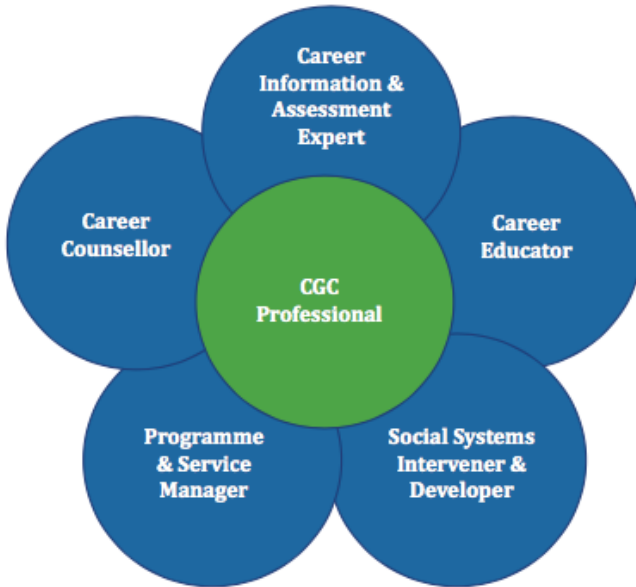 Career
Information &
Assessment
Expert
Career
Counsellor
Career
Educator
CGC
Professional
Programme
& Service
Manager
Social Systems
Intervener &
Developer